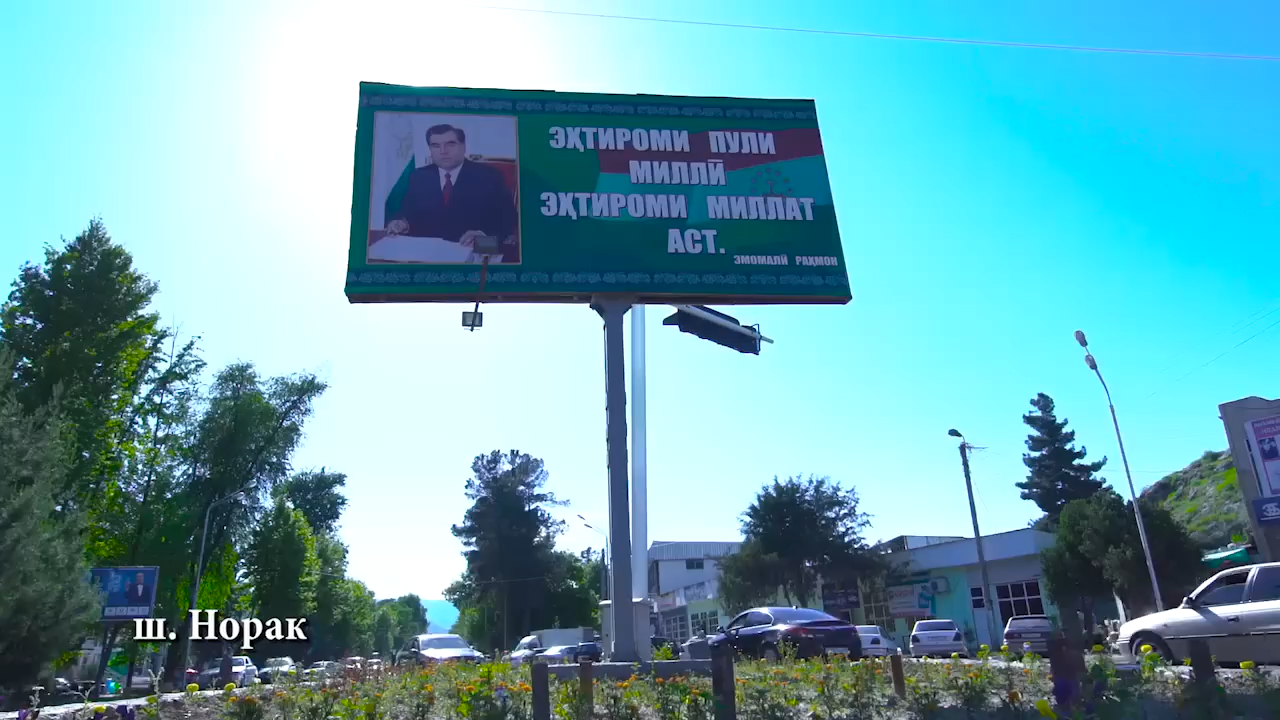 ЭҲТИРОМИ ПУЛИ
МИЛЛӢ
ЭҲТИРОМИ МИЛЛАТ
АСТ.
ЭМОМАЛӢ РАҲМОН
ш. Норак